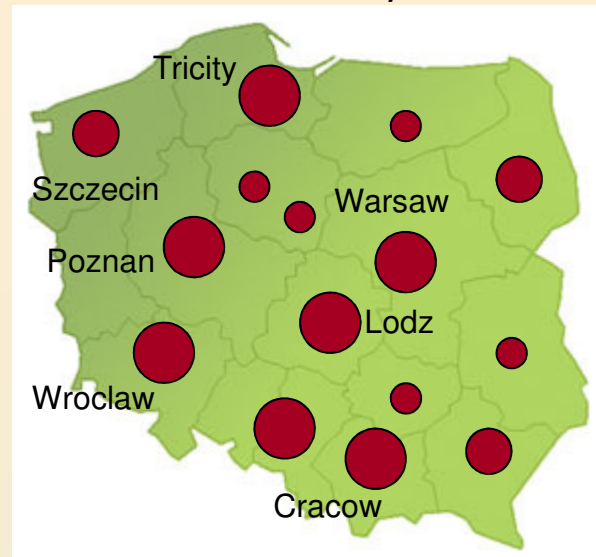 Tricity
Szczecin
Warsaw
Poznan
Lodz
Wroclaw
Cracow